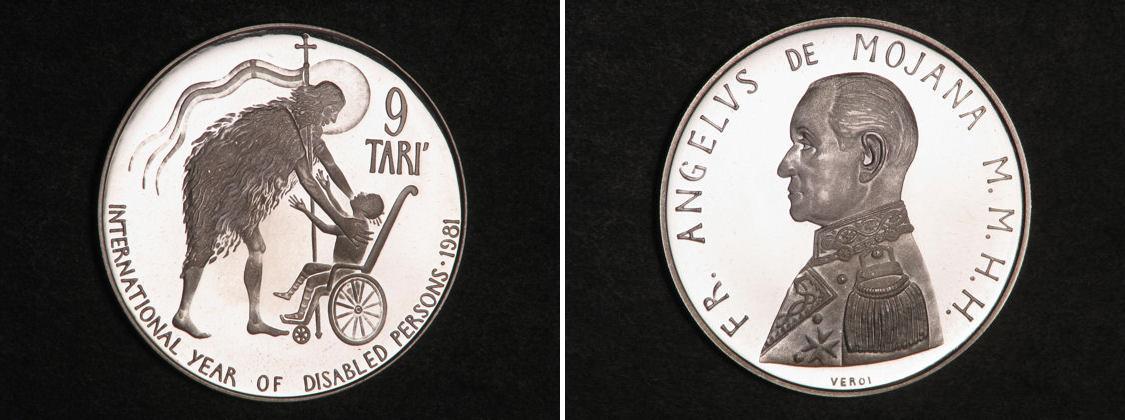 9
TARI'
INTERNATIONAL YEAR OF DISABLED PERSONS · 1981
FR. ANGELVS DE MOJANA M. M. H. H.
VEROI